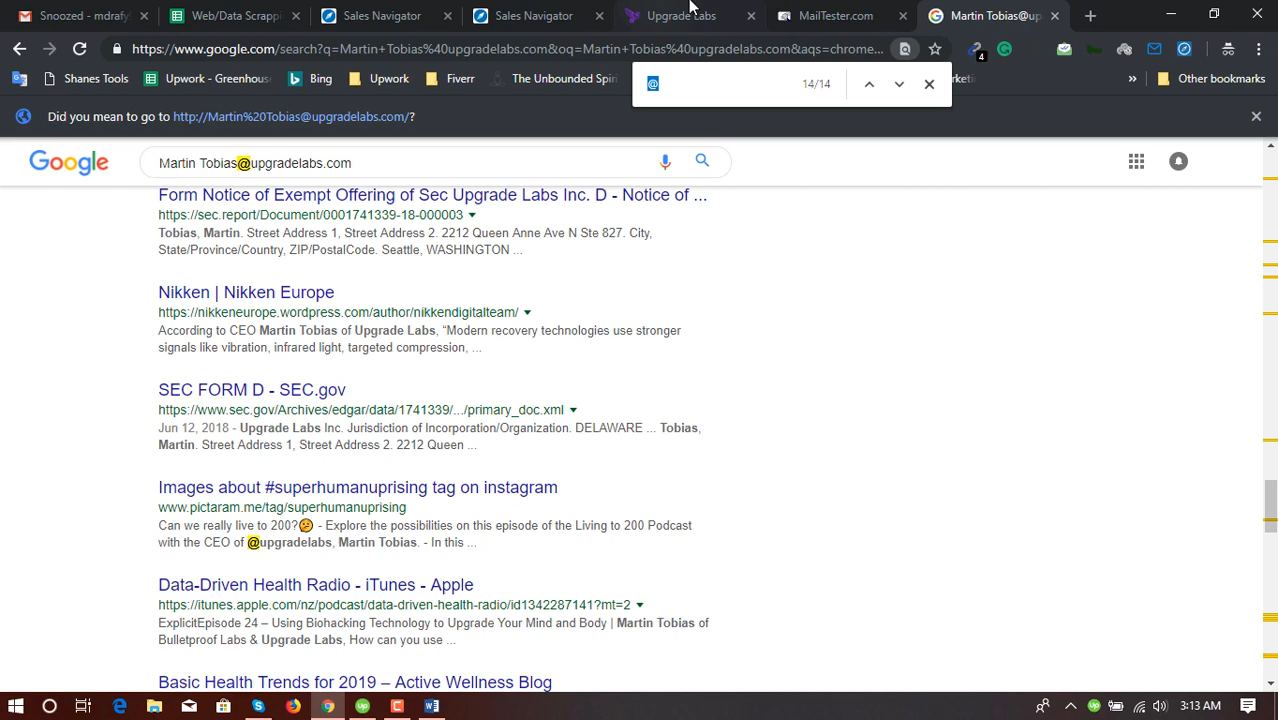 Snoozed - mdrafy
Web/Data Scrappi
Sales Navigator
Sales Navigator
Upgrade Labs
MailTester.com
Martin Tobias@up
https://www.google.com/search?q=Martin+Tobias%40upgradelabs.com&oq=Martin+Tobias%40upgradelabs.com&aqs=chrome...
4
Shanes Tools
Upwork - Greenhous
Bing
Upwork
Fiverr
The Unbounded Spiri
Other bookmarks
@
14/14
Did you mean to go to http://Martin%20Tobias@upgradelabs.com/?
Google
Martin Tobias@upgradelabs.com
Form Notice of Exempt Offering of Sec Upgrade Labs Inc. D - Notice of ...
https://sec.report/Document/0001741339-18-000003
Tobias, Martin. Street Address 1, Street Address 2. 2212 Queen Anne Ave N Ste 827. City,
State/Province/Country, ZIP/PostalCode. Seattle, WASHINGTON ...
Nikken | Nikken Europe
https://nikkeneurope.wordpress.com/author/nikkendigitalteam/
According to CEO Martin Tobias of Upgrade Labs, “Modern recovery technologies use stronger
signals like vibration, infrared light, targeted compression, ...
SEC FORM D - SEC.gov
https://www.sec.gov/Archives/edgar/data/1741339/.../primary_doc.xml
Jun 12, 2018 - Upgrade Labs Inc. Jurisdiction of Incorporation/Organization. DELAWARE ... Tobias,
Martin. Street Address 1, Street Address 2. 2212 Queen ...
Images about #superhumanuprising tag on instagram
www.pictaram.me/tag/superhumanuprising
Can we really live to 200?😕 - Explore the possibilities on this episode of the Living to 200 Podcast
with the CEO of @upgradelabs, Martin Tobias. - In this ...
Data-Driven Health Radio - iTunes - Apple
https://itunes.apple.com/nz/podcast/data-driven-health-radio/id1342287141?mt=2
ExplicitEpisode 24 – Using Biohacking Technology to Upgrade Your Mind and Body | Martin Tobias of
Bulletproof Labs & Upgrade Labs, How can you use ...
Basic Health Trends for 2019 – Active Wellness Blog
3:13 AM